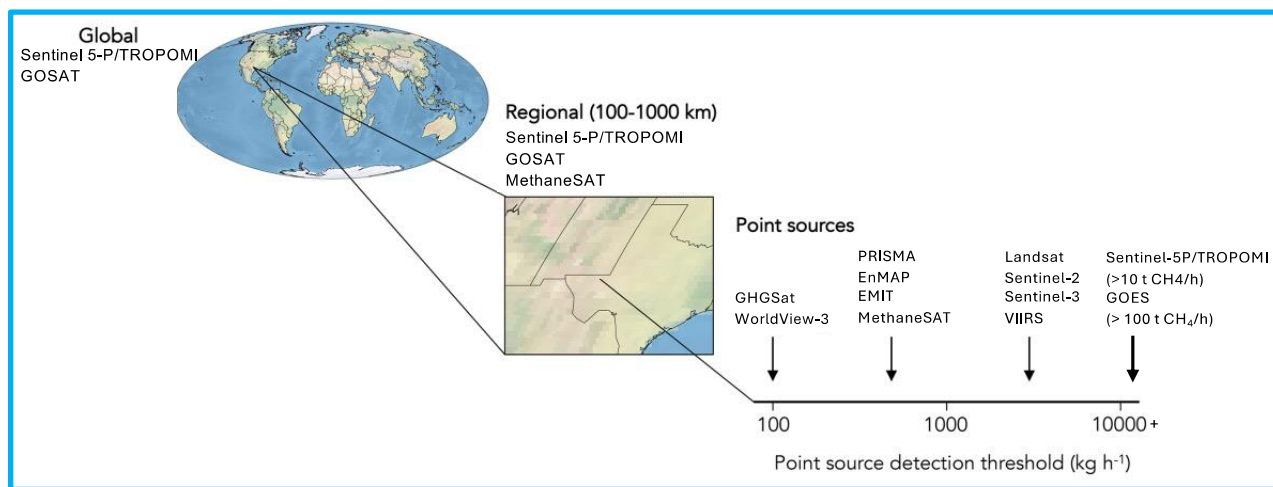 Global
Sentinel 5-P/TROPOMI
GOSAT
Regional (100-1000 km)
Sentinel 5-P/TROPOMI
GOSAT
MethaneSAT
Point sources
GHGSat
WorldView-3
PRISMA
EnMAP
EMIT
MethaneSAT
Landsat
Sentinel-2
Sentinel-3
VIIRS
Sentinel-5P/TROPOMI
(>10 t CH4/h)
GOES
(> 100 t CH₄/h)
100
1000
10000 +
Point source detection threshold (kg h⁻¹)